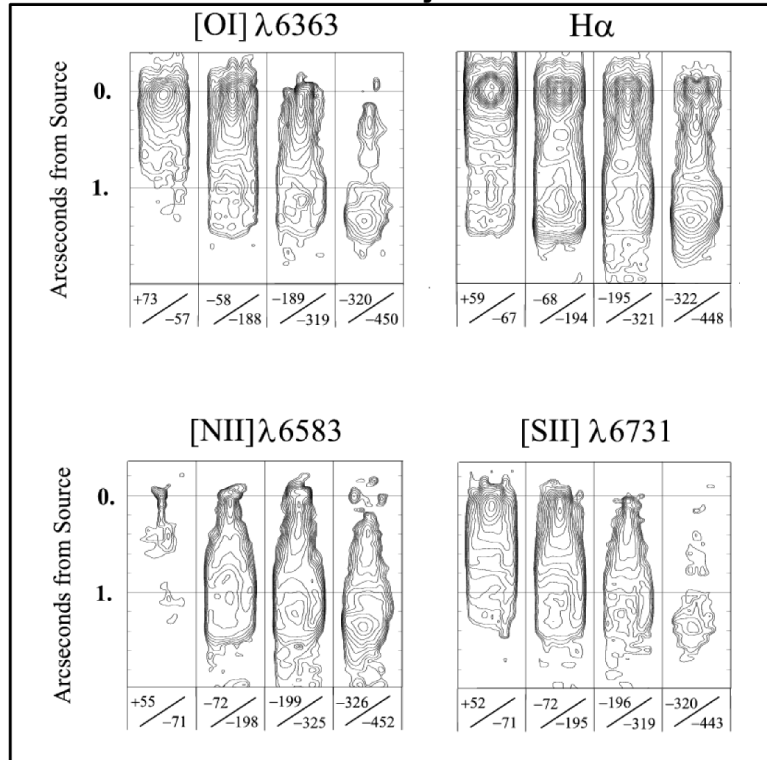 [OI] λ6363
Hα
Arcseconds from Source
0.
1.
+73 / −57
−58 / −188
−189 / −319
−320 / −450
+59 / −67
−68 / −194
−195 / −321
−322 / −448
[NII]λ6583
[SII] λ6731
Arcseconds from Source
0.
1.
+55 / −71
−72 / −198
−199 / −325
−326 / −452
+52 / −71
−72 / −195
−196 / −319
−320 / −443